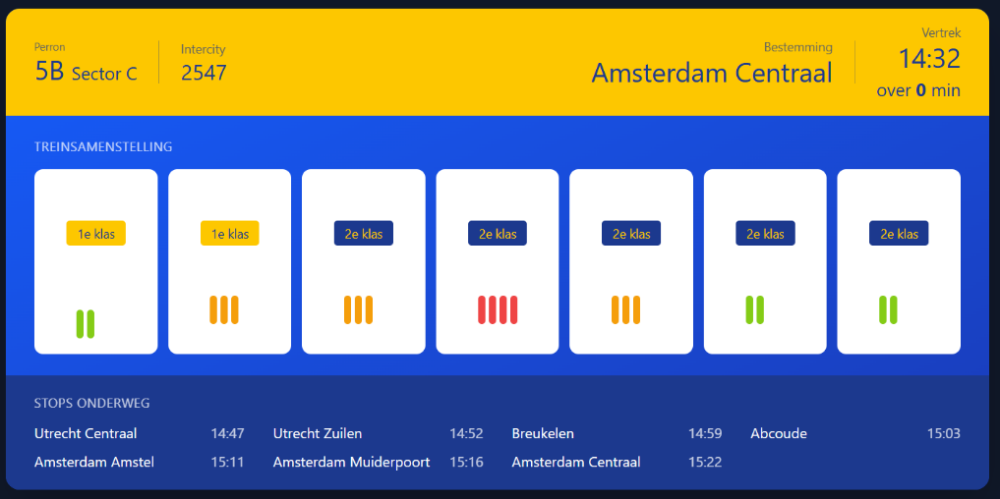 Perron
5B Sector C
Intercity
2547
Bestemming
Amsterdam Centraal
Vertrek
14:32
over 0 min
TREINSAMENSTELLING
1e klas
1e klas
2e klas
2e klas
2e klas
2e klas
2e klas
STOPS ONDERWEG
Utrecht Centraal 14:47
Utrecht Zuilen 14:52
Breukelen 14:59
Abcoude 15:03
Amsterdam Amstel 15:11
Amsterdam Muiderpoort 15:16
Amsterdam Centraal 15:22